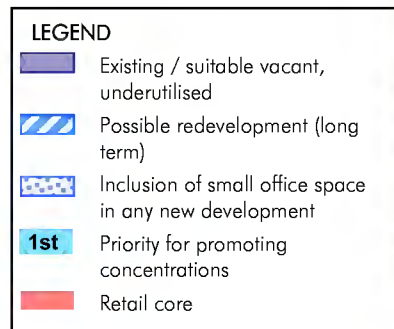 LEGEND
Existing / suitable vacant,
underutilised
Possible redevelopment (long
term)
Inclusion of small office space
in any new development
1st Priority for promoting
concentrations
Retail core